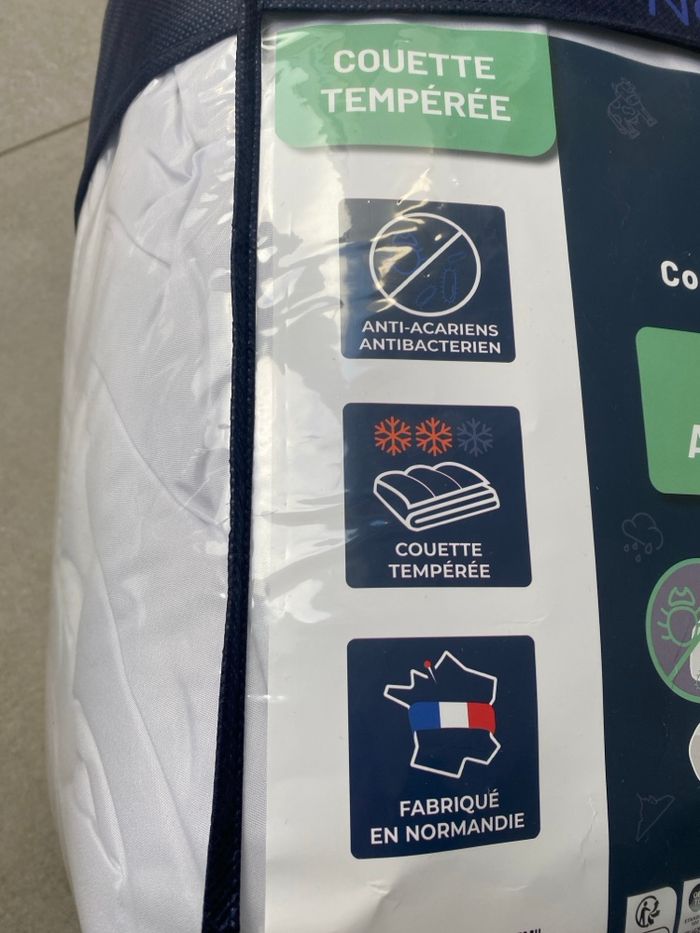 COUETTE
TEMPÉRÉE
ANTI-ACARIENS
ANTIBACTERIEN
COUETTE
TEMPÉRÉE
FABRIQUÉ
EN NORMANDIE